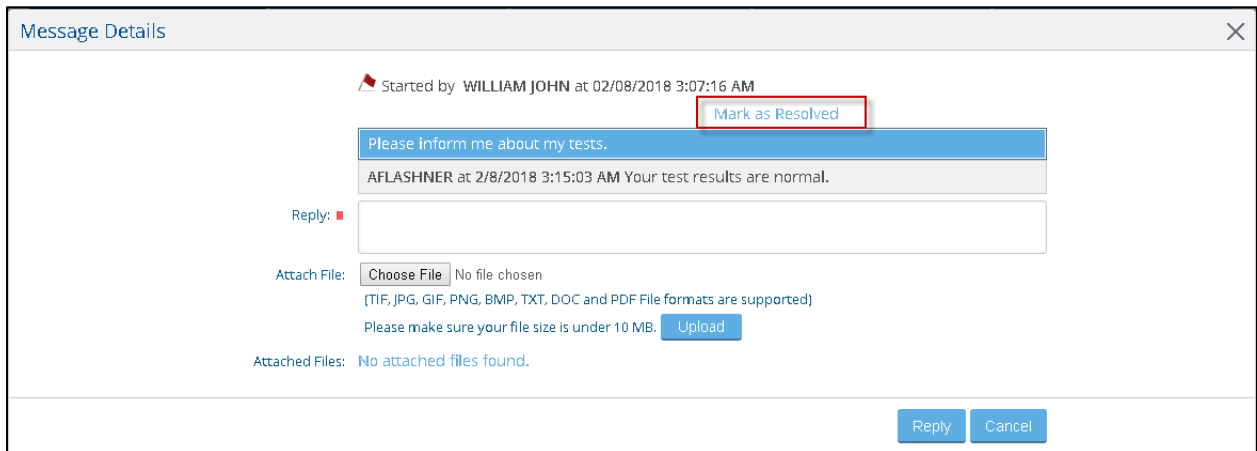 Message Details
Started by WILLIAM JOHN at 02/08/2018 3:07:16 AM
Mark as Resolved
Please inform me about my tests.
AFLASHNER at 2/8/2018 3:15:03 AM Your test results are normal.
Reply:
Attach File: Choose File No file chosen
(TIF, JPG, GIF, PNG, BMP, TXT, DOC and PDF File formats are supported)
Please make sure your file size is under 10 MB. Upload
Attached Files: No attached files found.
Reply Cancel